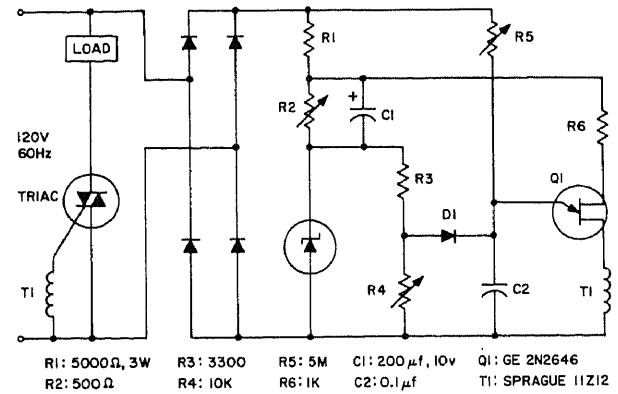 LOAD
R1
R5
R2
+
C1
R6
120V
60Hz
TRIAC
R3
Q1
D1
T1
R4
C2
T1
R1: 5000Ω, 3W R3: 3300 R5: 5M C1: 200µf, 10v Q1: GE 2N2646
R2: 500Ω R4: 10K R6: 1K C2: 0.1µf T1: SPRAGUE 11Z12